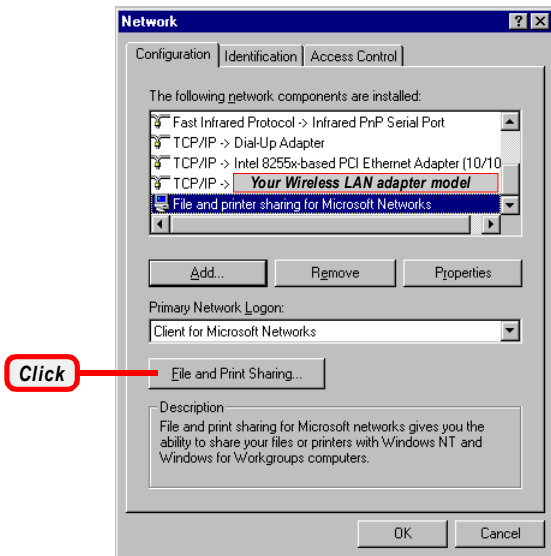 Network
Configuration Identification Access Control
The following network components are installed:
Fast Infrared Protocol -> Infrared PnP Serial Port
TCP/IP -> Dial-Up Adapter
TCP/IP -> Intel 8255x-based PCI Ethernet Adapter (10/10
TCP/IP -> Your Wireless LAN adapter model
File and printer sharing for Microsoft Networks
Add... Remove Properties
Primary Network Logon:
Client for Microsoft Networks
Click
File and Print Sharing...
Description
File and print sharing for Microsoft networks gives you the
ability to share your files or printers with Windows NT and
Windows for Workgroups computers.
OK Cancel